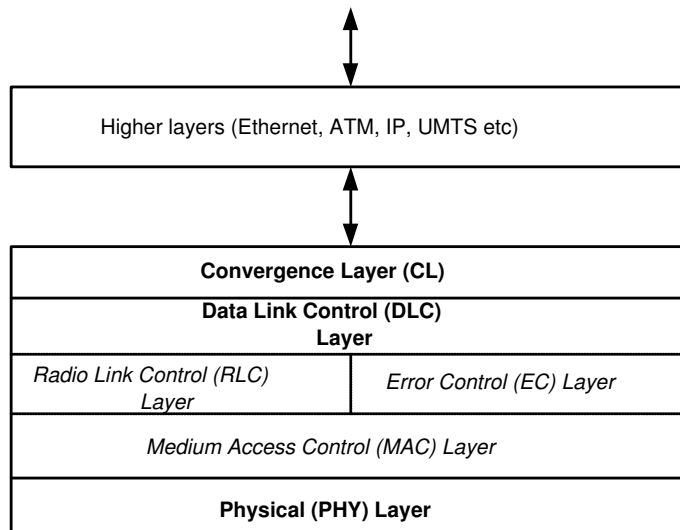 Higher layers (Ethernet, ATM, IP, UMTS etc)
Convergence Layer (CL)
Data Link Control (DLC)
Layer
Radio Link Control (RLC)
Layer
Error Control (EC) Layer
Medium Access Control (MAC) Layer
Physical (PHY) Layer